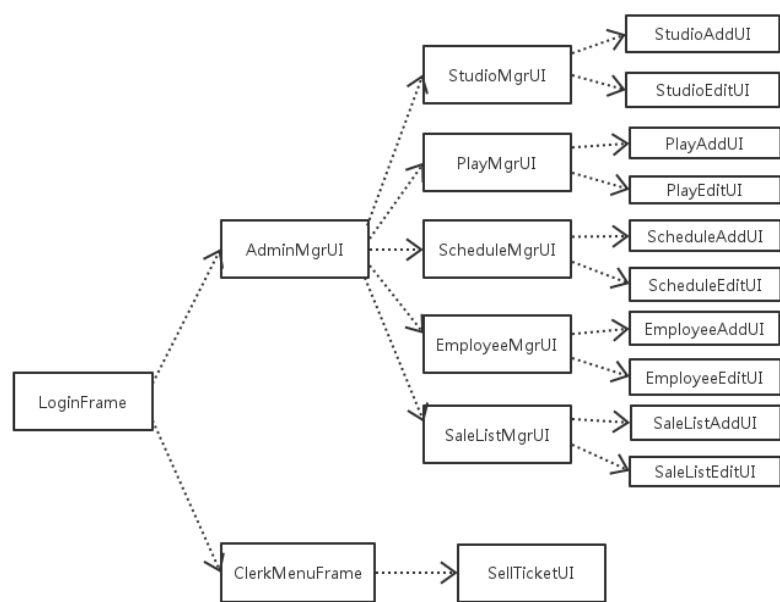 StudioAddUI
StudioMgrUI
StudioEditUI
PlayAddUI
PlayMgrUI
PlayEditUI
AdminMgrUI
ScheduleMgrUI
ScheduleAddUI
ScheduleEditUI
EmployeeAddUI
EmployeeMgrUI
EmployeeEditUI
LoginFrame
SaleListMgrUI
SaleListAddUI
SaleListEditUI
ClerkMenuFrame
SellTicketUI